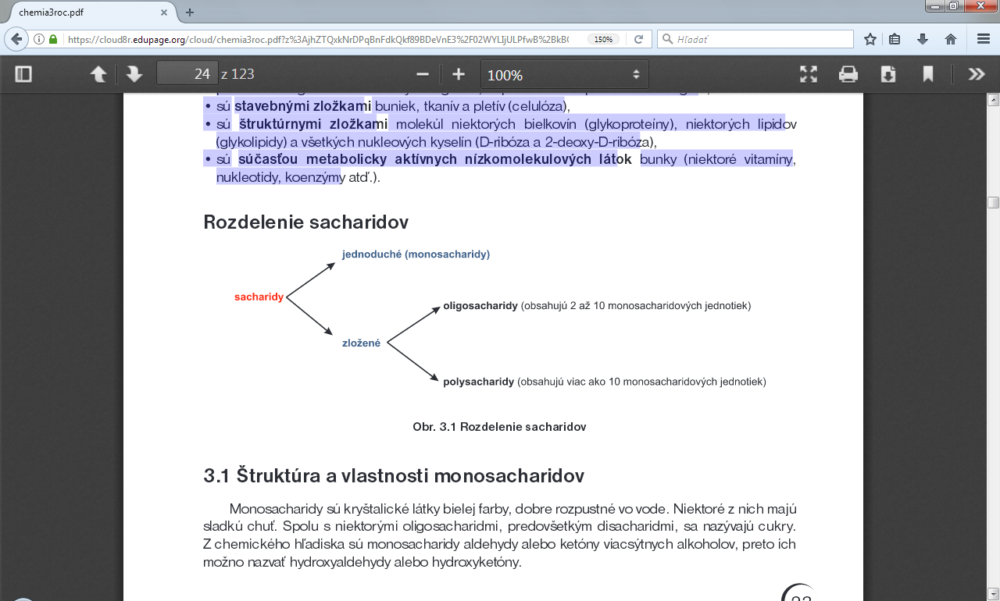 chemia3roc.pdf
https://cloud8r.edupage.org/cloud/chemia3roc.pdf?z%3AjhZTQxkNrDPqBnFdkQkf89BDeVnE3%2F02WYLIjULPfwB%2BkB
150%
Hľadať
24 z 123
100%
• sú stavebnými zložkami buniek, tkanív a pletív (celulóza),
• sú štruktúrnymi zložkami molekúl niektorých bielkovín (glykoproteíny), niektorých lipidov
(glykolipidy) a všetkých nukleových kyselín (D-ribóza a 2-deoxy-D-ribóza),
• sú súčasťou metabolicky aktívnych nízkomolekulových látok bunky (niektoré vitamíny,
nukleotidy, koenzýmy atď.).
Rozdelenie sacharidov
jednoduché (monosacharidy)
sacharidy
oligosacharidy (obsahujú 2 až 10 monosacharidových jednotiek)
zložené
polysacharidy (obsahujú viac ako 10 monosacharidových jednotiek)
Obr. 3.1 Rozdelenie sacharidov
3.1 Štruktúra a vlastnosti monosacharidov
Monosacharidy sú kryštalické látky bielej farby, dobre rozpustné vo vode. Niektoré z nich majú
sladkú chuť. Spolu s niektorými oligosacharidmi, predovšetkým disacharidmi, sa nazývajú cukry.
Z chemického hľadiska sú monosacharidy aldehydy alebo ketóny viacsýtnych alkoholov, preto ich
možno nazvať hydroxyaldehydy alebo hydroxyketóny.